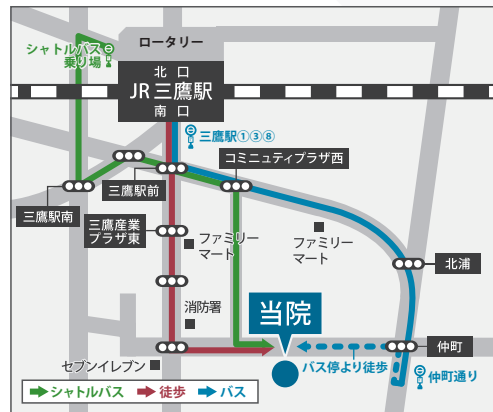 ロータリー
シャトルバス
乗り場
北 口
JR 三鷹駅
南 口
三鷹駅①③⑧
コミュニティプラザ西
三鷹駅前
三鷹駅南
三鷹産業
プラザ東
ファミリー
マート
ファミリー
マート
北浦
消防署
当院
仲町
バス停より徒歩
セブンイレブン
仲町通り
シャトルバス
徒歩
バス